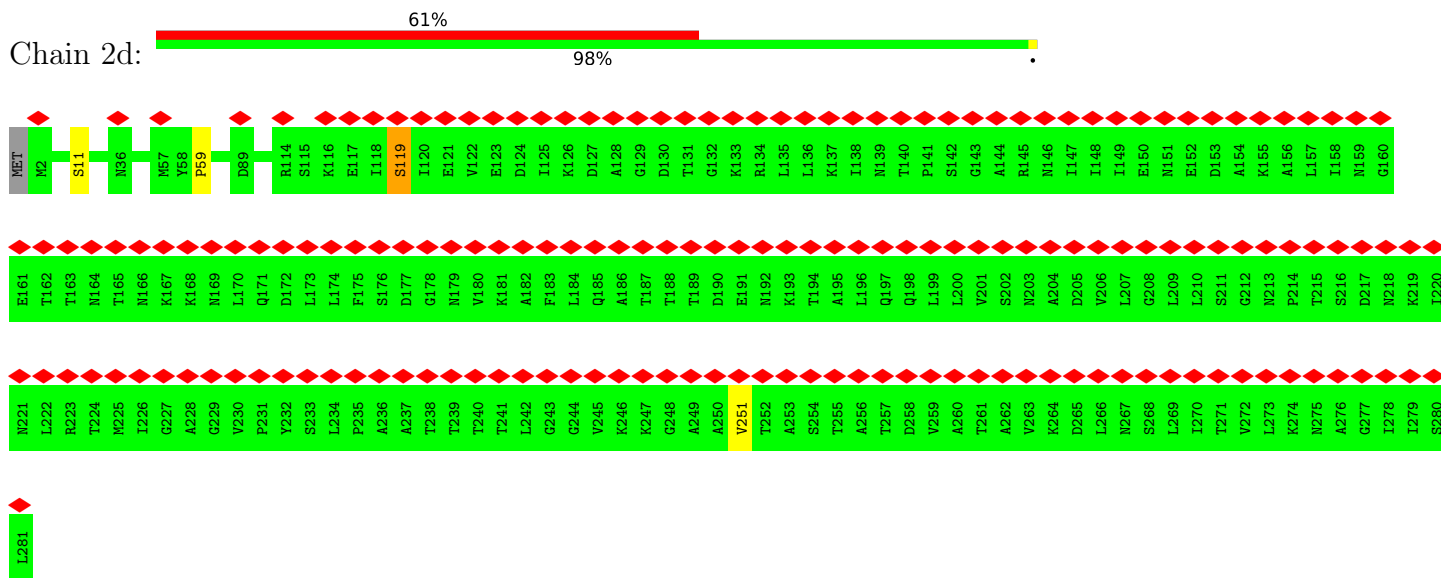 61%
Chain 2d:
98%
.
MET M2 S11 N36 M57 Y58 P59 D89 R114 S115 K116 E117 I118 S119 I120 E121 V122 E123 D124 I125 K126 D127 A128 G129 D130 T131 G132 K133 R134 L135 L136 K137 I138 N139 T140 P141 S142 G143 A144 R145 N146 I147 I148 I149 E150 N151 E152 D153 A154 K155 A156 L157 I158 N159 G160
E161 T162 T163 N164 T165 N166 K167 K168 N169 L170 Q171 D172 L173 L174 F175 S176 D177 G178 N179 V180 K181 A182 F183 L184 Q185 A186 T187 T188 T189 D190 E191 N192 K193 T194 A195 L196 Q197 Q198 L199 L200 V201 S202 N203 A204 D205 V206 L207 G208 L209 L210 S211 G212 N213 P214 T215 S216 D217 N218 K219 I220
N221 L222 R223 T224 M225 I226 G227 A228 G229 V230 P231 Y232 S233 L234 P235 A236 A237 T238 T239 T240 T241 L242 G243 G244 V245 K246 K247 G248 A249 A250 V251 T252 A253 S254 T255 A256 T257 D258 V259 A260 T261 A262 V263 K264 D265 L266 N267 S268 L269 I270 T271 V272 L273 K274 N275 A276 G277 I278 I279 S280
L281